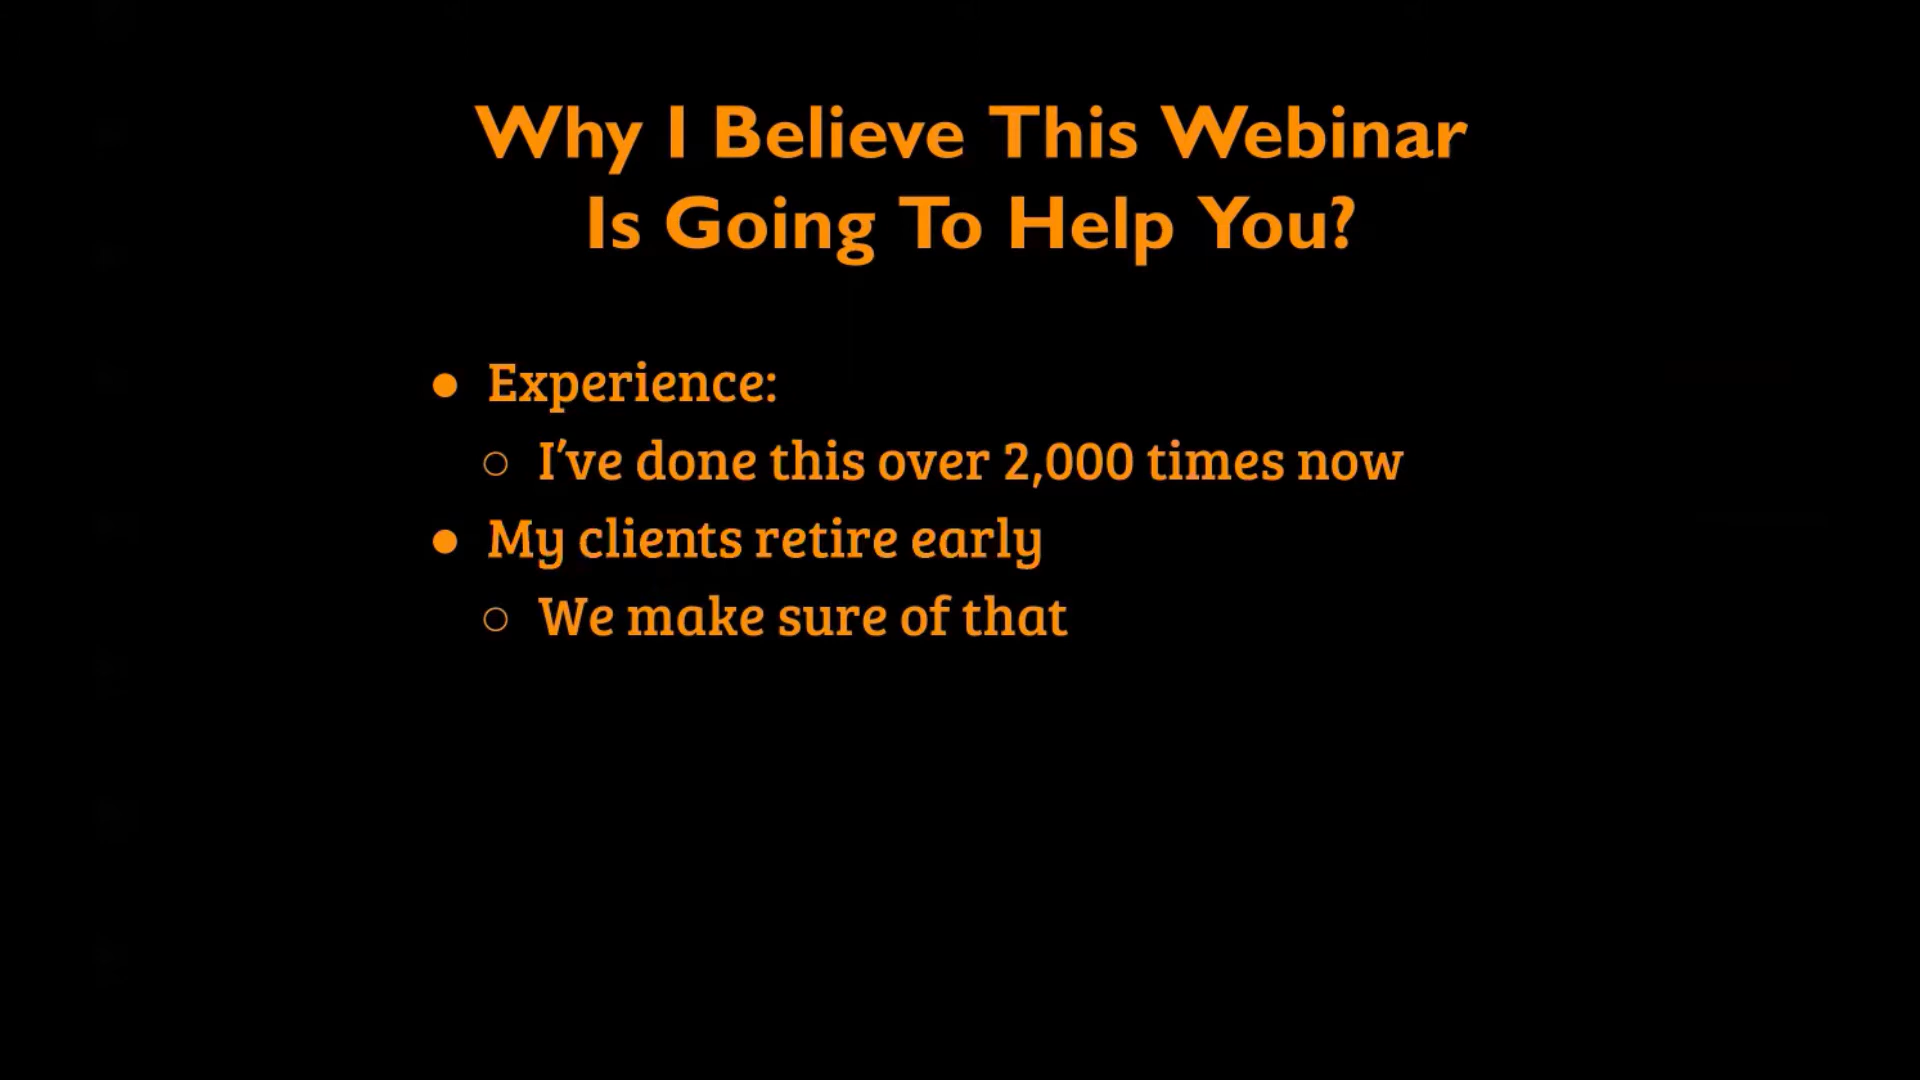 Why I Believe This Webinar
Is Going To Help You?
● Experience:
○ I've done this over 2,000 times now
● My clients retire early
○ We make sure of that